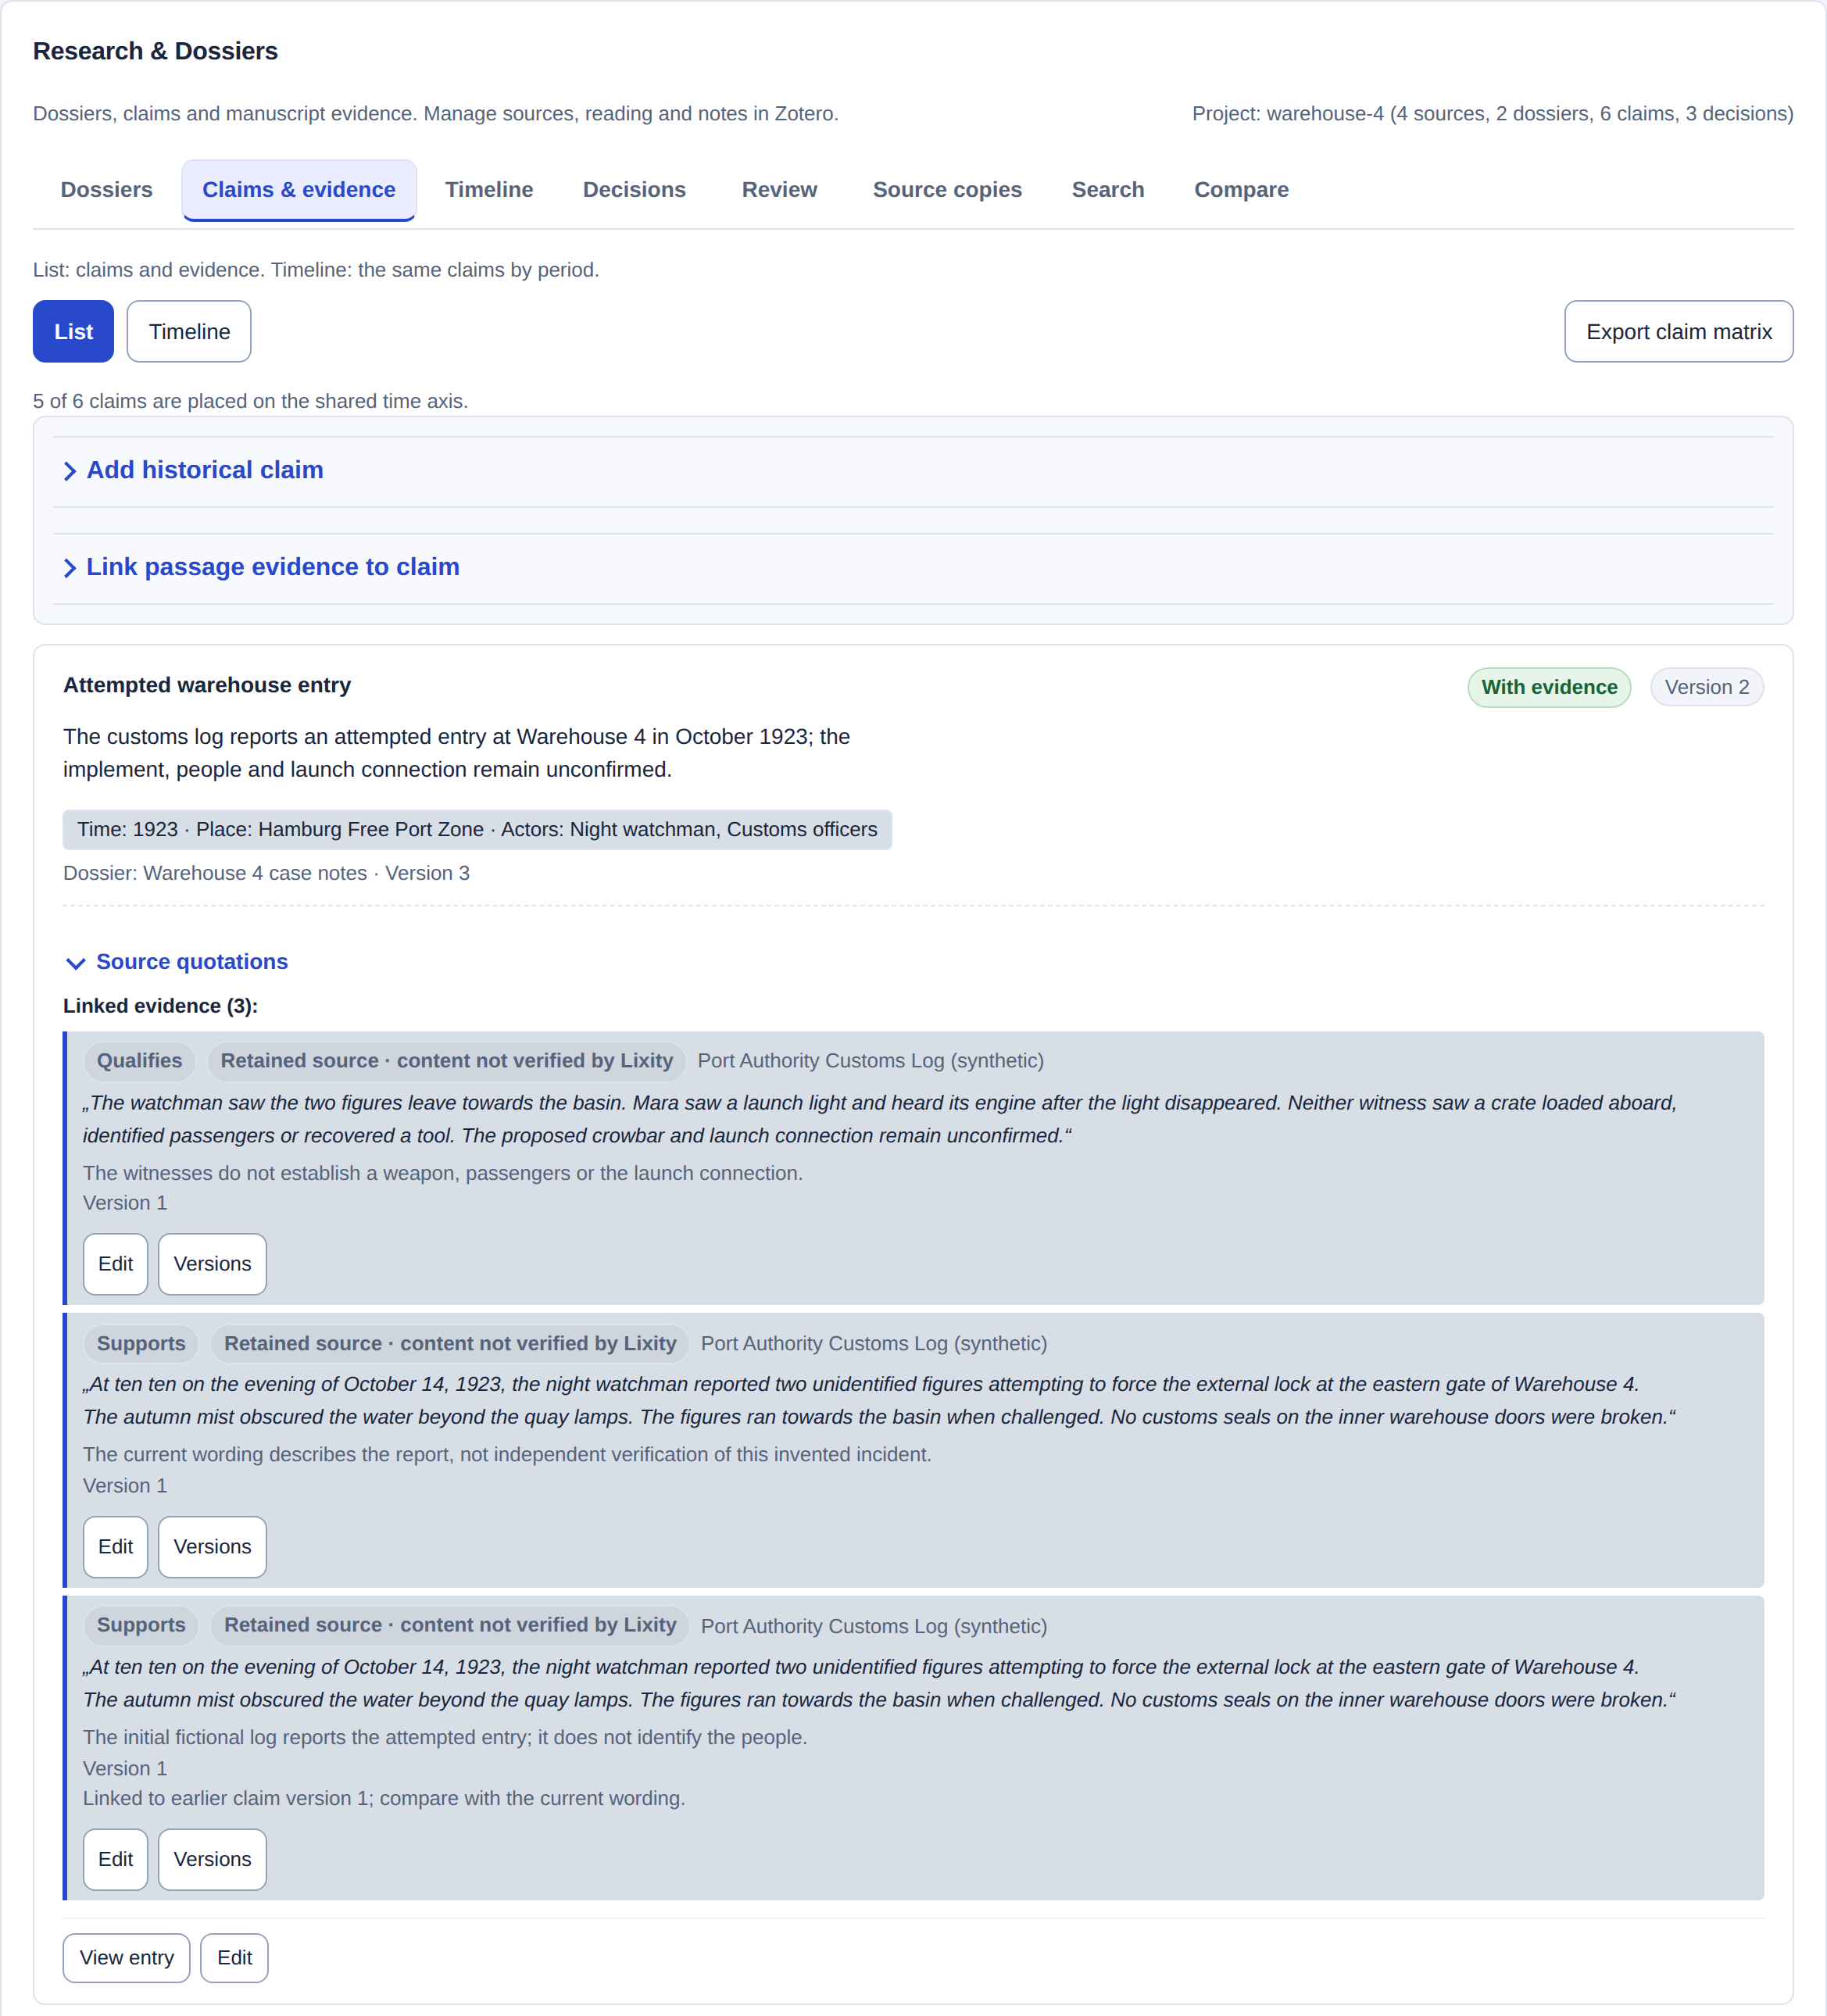 Research & Dossiers
Dossiers, claims and manuscript evidence. Manage sources, reading and notes in Zotero.
Project: warehouse-4 (4 sources, 2 dossiers, 6 claims, 3 decisions)
Dossiers
Claims & evidence
Timeline
Decisions
Review
Source copies
Search
Compare
List: claims and evidence. Timeline: the same claims by period.
List
Timeline
Export claim matrix
5 of 6 claims are placed on the shared time axis.
Add historical claim
Link passage evidence to claim
Attempted warehouse entry
With evidence
Version 2
The customs log reports an attempted entry at Warehouse 4 in October 1923; the
implement, people and launch connection remain unconfirmed.
Time: 1923 · Place: Hamburg Free Port Zone · Actors: Night watchman, Customs officers
Dossier: Warehouse 4 case notes · Version 3
Source quotations
Linked evidence (3):
Qualifies
Retained source · content not verified by Lixity
Port Authority Customs Log (synthetic)
„The watchman saw the two figures leave towards the basin. Mara saw a launch light and heard its engine after the light disappeared. Neither witness saw a crate loaded aboard,
identified passengers or recovered a tool. The proposed crowbar and launch connection remain unconfirmed.“
The witnesses do not establish a weapon, passengers or the launch connection.
Version 1
Edit
Versions
Supports
Retained source · content not verified by Lixity
Port Authority Customs Log (synthetic)
„At ten ten on the evening of October 14, 1923, the night watchman reported two unidentified figures attempting to force the external lock at the eastern gate of Warehouse 4.
The autumn mist obscured the water beyond the quay lamps. The figures ran towards the basin when challenged. No customs seals on the inner warehouse doors were broken.“
The current wording describes the report, not independent verification of this invented incident.
Version 1
Edit
Versions
Supports
Retained source · content not verified by Lixity
Port Authority Customs Log (synthetic)
„At ten ten on the evening of October 14, 1923, the night watchman reported two unidentified figures attempting to force the external lock at the eastern gate of Warehouse 4.
The autumn mist obscured the water beyond the quay lamps. The figures ran towards the basin when challenged. No customs seals on the inner warehouse doors were broken.“
The initial fictional log reports the attempted entry; it does not identify the people.
Version 1
Linked to earlier claim version 1; compare with the current wording.
Edit
Versions
View entry
Edit